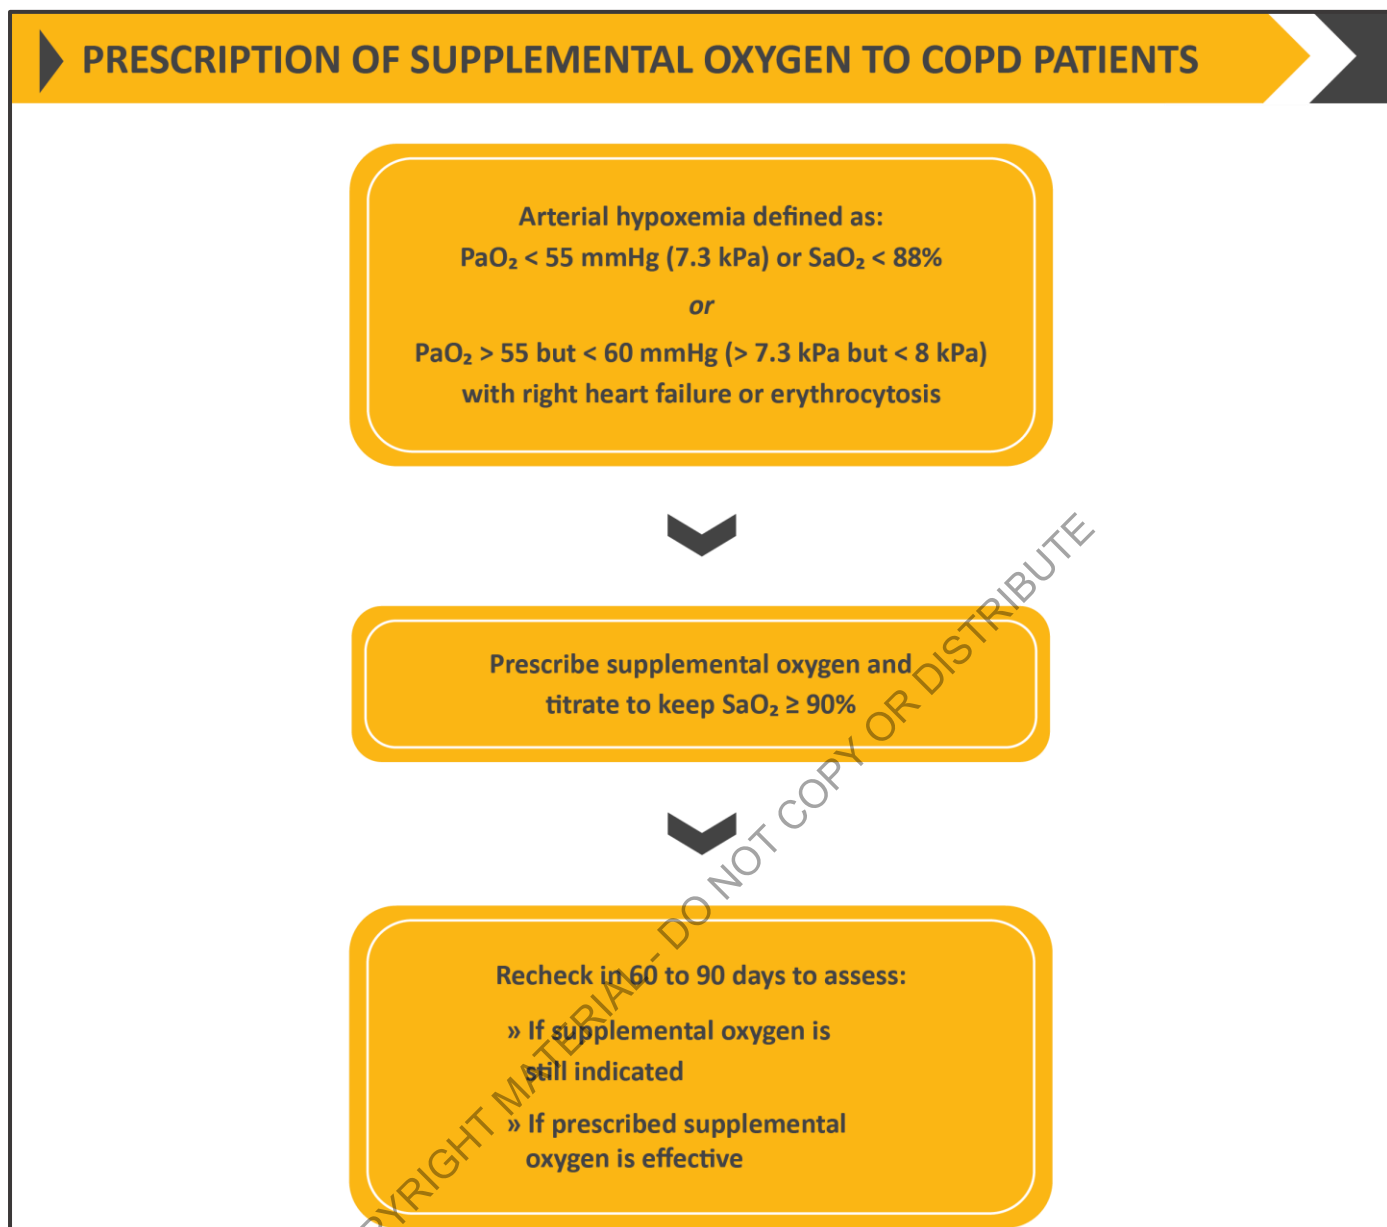 PRESCRIPTION OF SUPPLEMENTAL OXYGEN TO COPD PATIENTS
Arterial hypoxemia defined as:
PaO₂ < 55 mmHg (7.3 kPa) or SaO₂ < 88%
or
PaO₂ > 55 but < 60 mmHg (> 7.3 kPa but < 8 kPa)
with right heart failure or erythrocytosis
Prescribe supplemental oxygen and
titrate to keep SaO₂ ≥ 90%
Recheck in 60 to 90 days to assess:
» If supplemental oxygen is
still indicated
» If prescribed supplemental
oxygen is effective
PYRIGHT MATERIAL - DO NOT COPY OR DISTRIBUTE